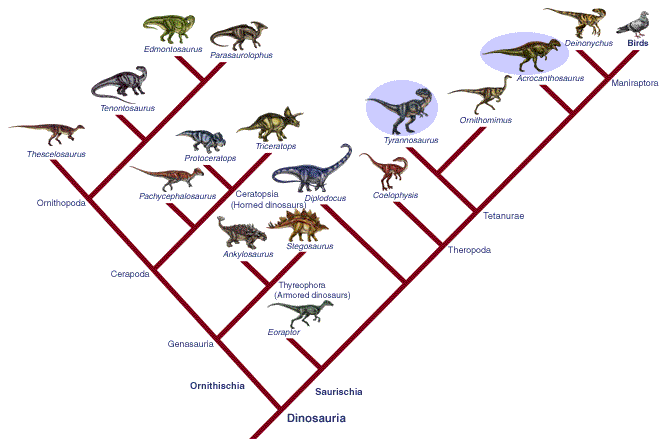 Edmontosaurus
Parasaurolophus
Deinonychus
Birds
Acrocanthosaurus
Maniraptora
Tenontosaurus
Ornithomimus
Tyrannosaurus
Thescelosaurus
Protoceratops
Triceratops
Pachycephalosaurus
Ceratopsia
(Horned dinosaurs)
Diplodocus
Coelophysis
Ornithopoda
Tetanurae
Ankylosaurus
Stegosaurus
Theropoda
Cerapoda
Thyreophora
(Armored dinosaurs)
Eoraptor
Genasauria
Ornithischia
Saurischia
Dinosauria